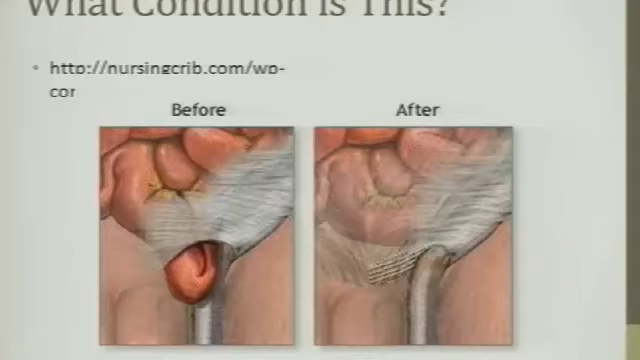 What Condition is This?
• http://nursingcrib.com/wp-
cor
Before
After